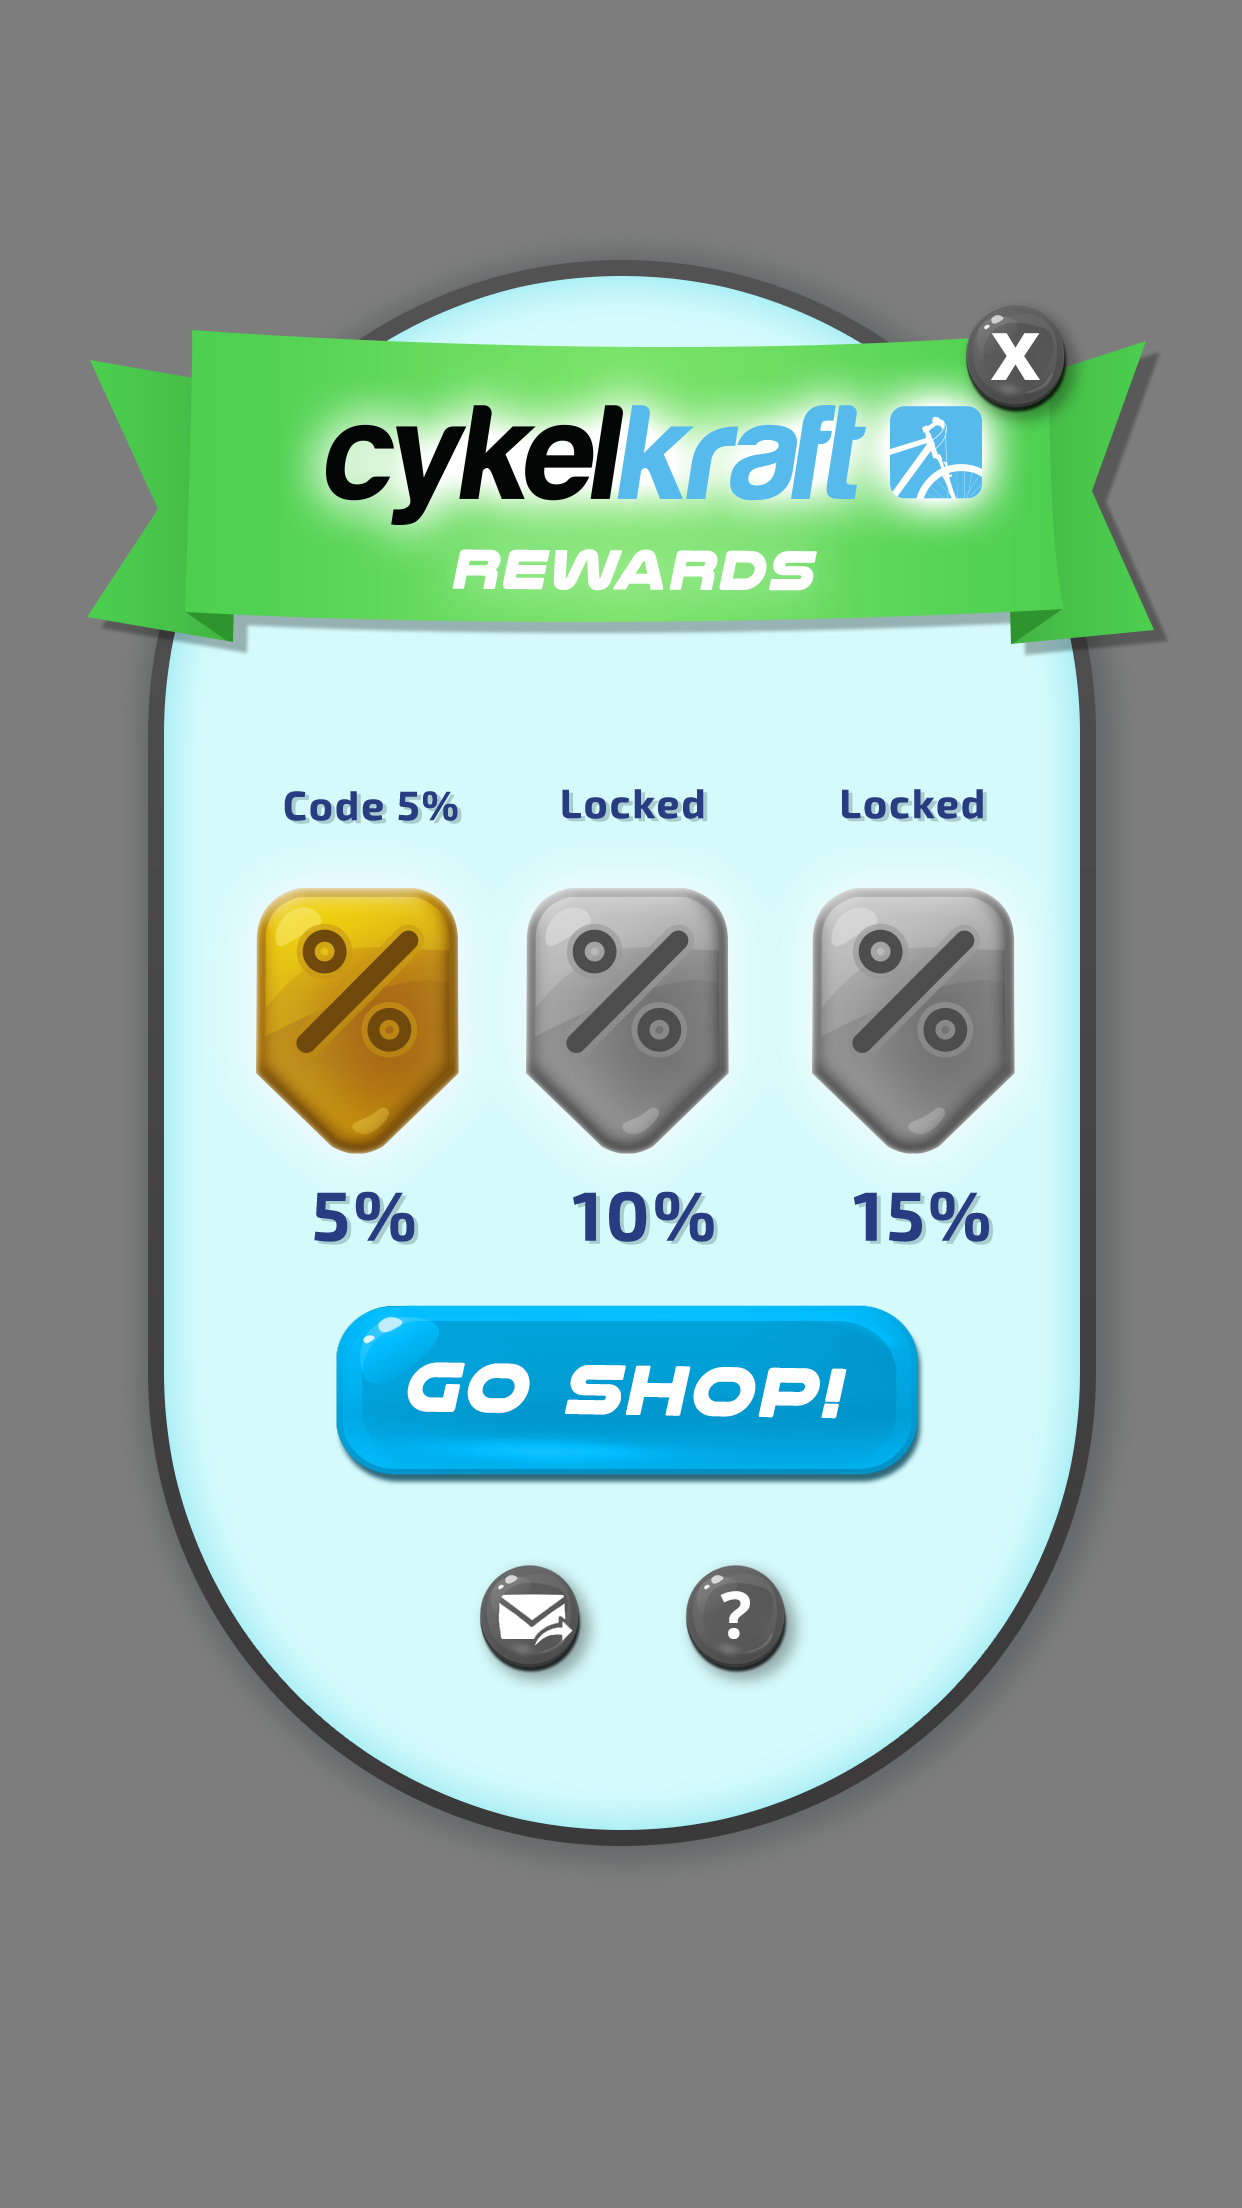 X
cykelkraft
REWARDS
Code 5% Locked Locked
% % %
5% 10% 15%
GO SHOP!
?